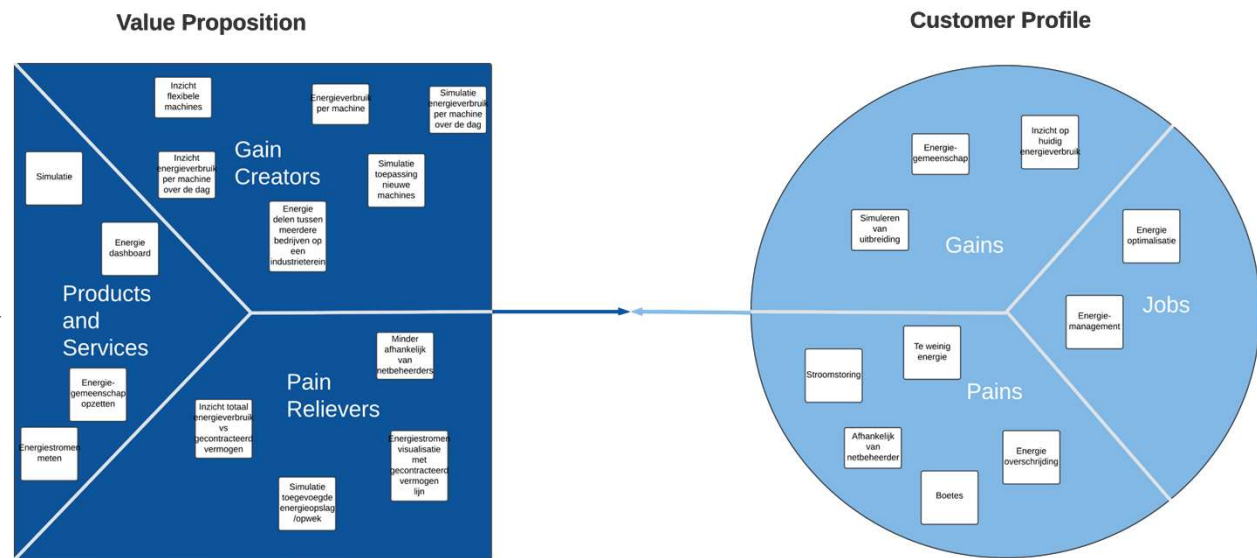 Value Proposition
Customer Profile
Inzicht
flexibele
machines
Energieverbruik
per machine
Simulatie
energieverbruik
per machine
over de dag
Simulatie
Inzicht
energieverbruik
per machine
over de dag
Gain
Creators
Simulatie
toepassing
nieuwe
machines
Energie
delen tussen
meerdere
bedrijven op
een
industrieterein
Energie
dashboard
Products
and
Services
Energie-
gemeenschap
opzetten
Energiestromen
meten
Minder
afhankelijk
van
netbeheerders
Pain
Relievers
Inzicht totaal
energieverbruik
vs
gecontracteerd
vermogen
Energiestromen
visualisatie
met
gecontracteerd
vermogen
lijn
Simulatie
toegevoegde
energieopslag
/opwek
Energie-
gemeenschap
Inzicht op
huidig
energieverbruik
Simuleren
van
uitbreiding
Gains
Energie
optimalisatie
Energie-
management
Jobs
Te weinig
energie
Stroomstoring
Pains
Afhankelijk
van
netbeheerder
Energie
overschrijding
Boetes